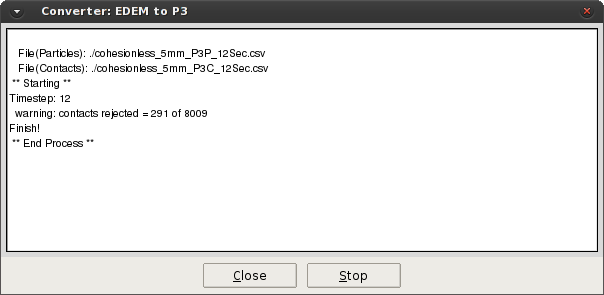 Converter: EDEM to P3
File(Particles): ./cohesionless_5mm_P3P_12Sec.csv
File(Contacts): ./cohesionless_5mm_P3C_12Sec.csv
** Starting **
Timestep: 12
warning: contacts rejected = 291 of 8009
Finish!
** End Process **
Close Stop